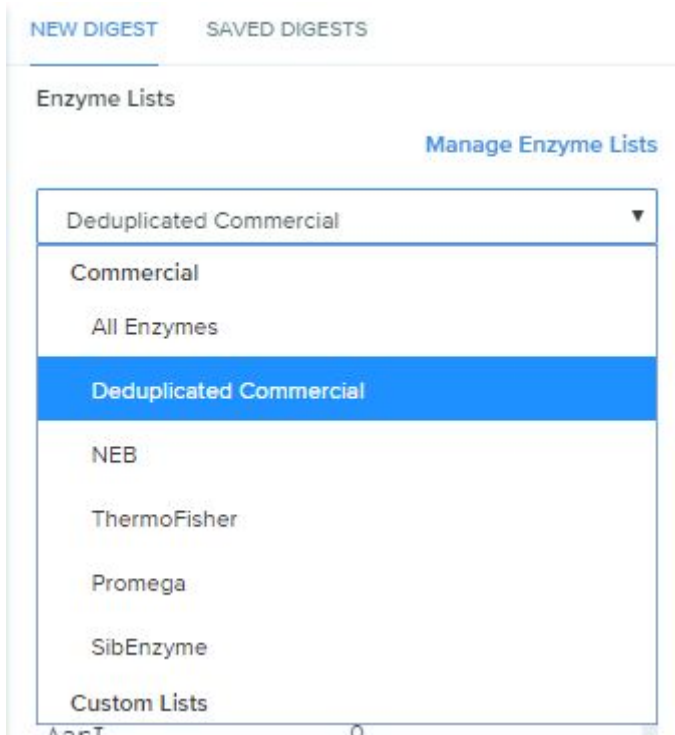 NEW DIGEST SAVED DIGESTS
Enzyme Lists
Manage Enzyme Lists
Deduplicated Commercial ▼
Commercial
All Enzymes
Deduplicated Commercial
NEB
ThermoFisher
Promega
SibEnzyme
Custom Lists